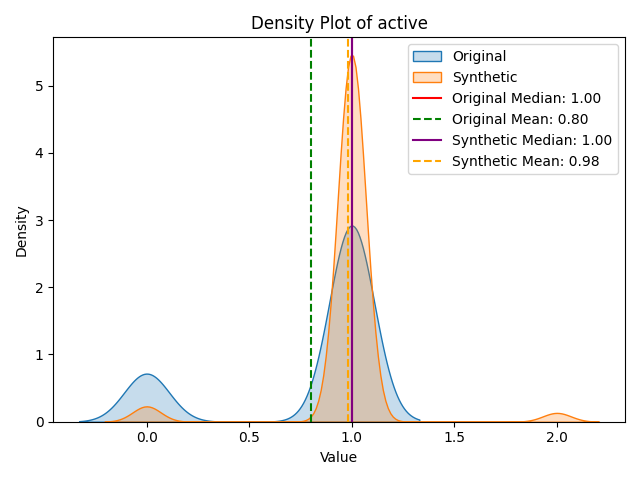 Density Plot of active
Original
Synthetic
Original Median: 1.00
Original Mean: 0.80
Synthetic Median: 1.00
Synthetic Mean: 0.98
Density
5
4
3
2
1
0
0.0 0.5 1.0 1.5 2.0
Value